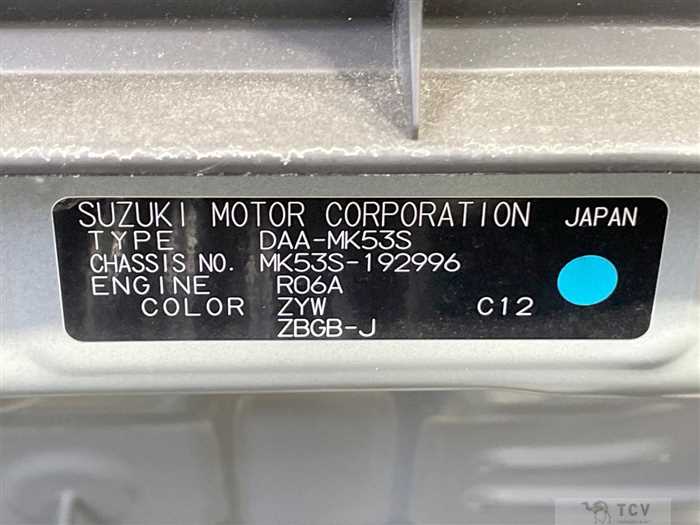 SUZUKI MOTOR CORPORATION JAPAN
TYPE DAA-MK53S
CHASSIS NO. MK53S-192996
ENGINE R06A
COLOR ZYW C12
ZBGB-J
TCV